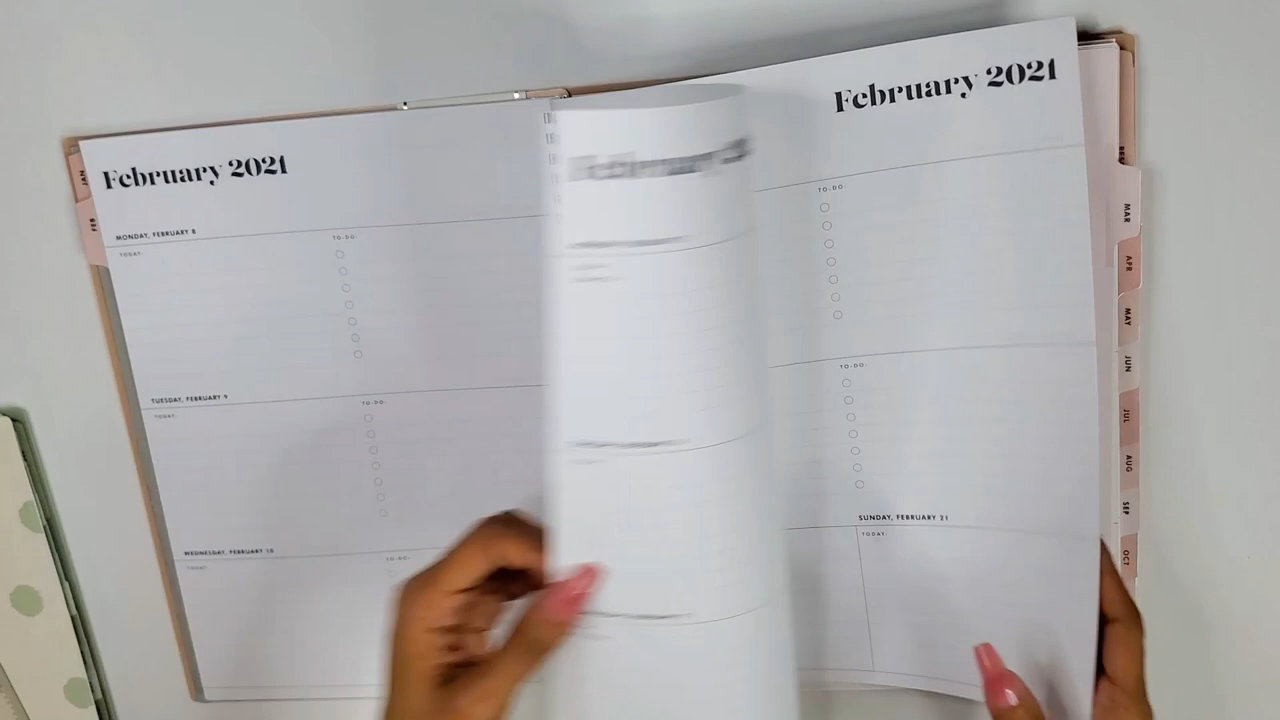 February 2021
MONDAY, FEBRUARY 8
TODAY:
TO-DO:
TUESDAY, FEBRUARY 9
TODAY:
TO-DO:
WEDNESDAY, FEBRUARY 10
TODAY:
TO-DO:
JAN
FEB
February
February 2021
TO-DO:
TO-DO:
SUNDAY, FEBRUARY 21
TODAY:
MAR
APR
MAY
JUN
JUL
AUG
SEP
OCT